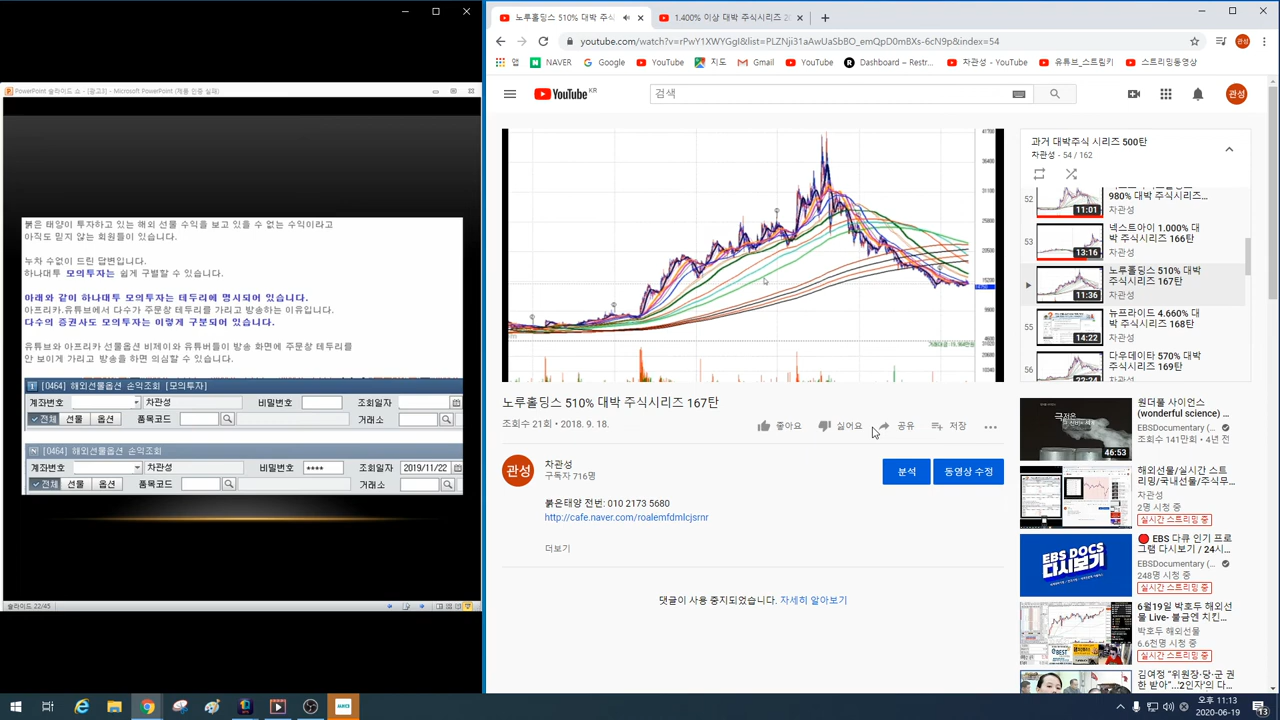 PowerPoint 슬라이드 쇼 - [광고2] - Microsoft PowerPoint (제품 인증 실패)
붉은 태양이 투자하고 있는 해외 선물 수익을 보고 있을 수 없는 수익이라고
아직도 믿지 않는 회원들이 있습니다.
누차 수없이 드린 답변입니다.
하나대투 모의투자는 쉽게 구별할 수 있습니다.
아래와 같이 하나대투 모의투자는 테두리에 명시되어 있습니다.
아프리카.유튜브에서 다수가 주문창 테두리를 가리고 방송하는 이유입니다.
다수의 증권사도 모의투자는 이렇게 구분되어 있습니다.
유튜브와 아프리카 선물옵션 비제이와 유튜버들이 방송 화면에 주문창 테두리를
안 보이게 가리고 방송을 하면 의심할 수 있습니다.
[0464] 해외선물옵션 손익조회 [모의투자]
계좌번호 차관성 비밀번호 조회일자
전체 선물 옵션 품목코드 거래소
[0464] 해외선물옵션 손익조회
계좌번호 차관성 비밀번호 **** 조회일자 2019/11/22
전체 선물 옵션 품목코드 거래소
슬라이드 22/45
노루홀딩스 510% 대박 주식
1.400% 이상 대박 주식시리즈 2
youtube.com/watch?v=rPwY1XWYGgI&list=PLZNji31aAwUaSbBO_emQpD0mBXs-6cN9p&index=54
관성
앱 NAVER Google YouTube 지도 Gmail YouTube Dashboard – Restr... 차관성 - YouTube 유튜브_스트림키 스트리밍동영상
YouTube KR
검색
관성
노루홀딩스 510% 대박 주식시리즈 167탄
조회수 21회 • 2018. 9. 18.
좋아요 싫어요 공유 저장
관성
차관성
구독자 716명
분석 동영상 수정
붉은태양 전번: 010 2173 5680
http://cafe.naver.com/roalemfdmlcjsrnr
더보기
댓글이 사용 중지되었습니다. 자세히 알아보기
과거 대박주식 시리즈 500탄
차관성 - 54 / 162
52
11:01
980% 대박 주식시리즈...
차관성
53
13:16
넥스트아이 1.000% 대
박 주식시리즈 166탄
차관성
11:36
노루홀딩스 510% 대박
주식시리즈 167탄
차관성
55
14:22
뉴프라이드 4.660% 대
박 주식시리즈 168탄
차관성
56
다우데이타 570% 대박
주식시리즈 169탄
46:53
원더풀 사이언스
(wonderful science) ...
EBSDocumentary (...
조회수 141만회 • 4년 전
해외선물/실시간 스트
리밍/국내선물/주식무...
차관성
2명 시청 중
실시간 스트리밍 중
EBS DOCS
다시보기
EBS 다큐 인기 프로
그램 다시보기 / 24시...
EBSDocumentary (...
248명 시청 중
실시간 스트리밍 중
6월19일 박호두 해외선
물 Live- 불금엔 치킨...
박호두 해외선물
6.6천명 시청 중
실시간 스트리밍 중
김여정 "위원장·당·군 권
오후 11:13
2020-06-19
13